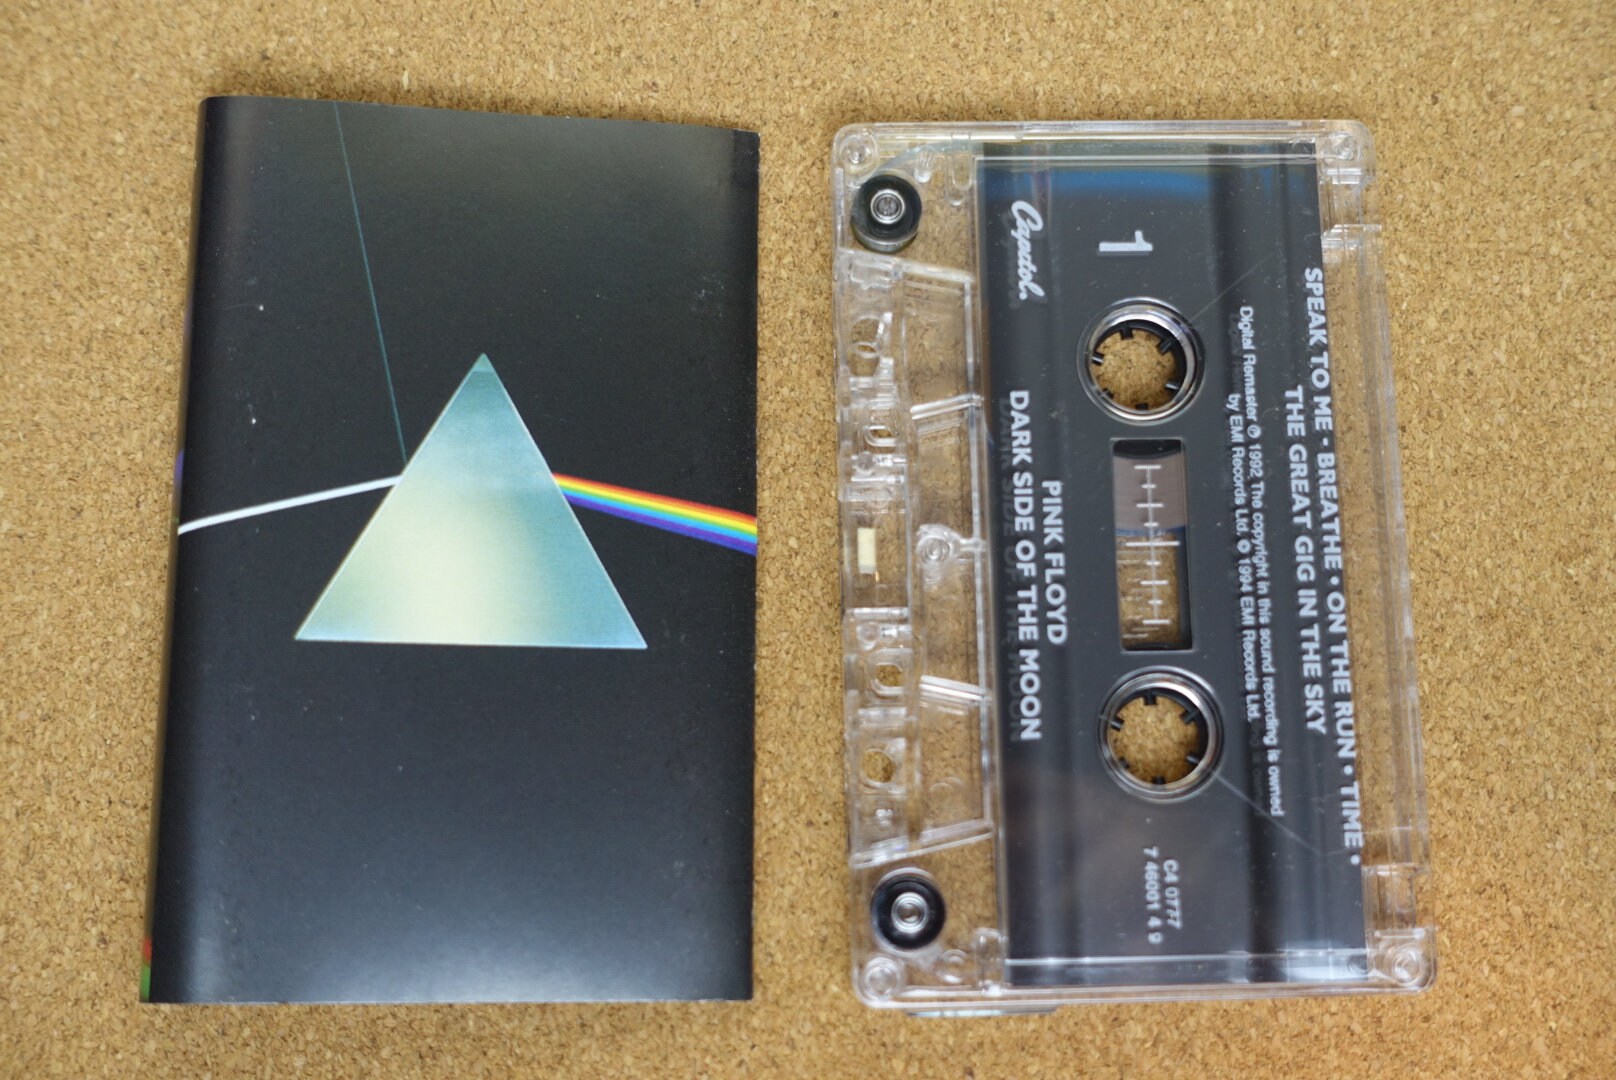 Capitol®
1
PINK FLOYD
DARK SIDE OF THE MOON
Digital Remaster ℗ 1992 The copyright in this sound recording is owned
by EMI Records Ltd. © 1994 EMI Records Ltd.
SPEAK TO ME • BREATHE • ON THE RUN • TIME •
THE GREAT GIG IN THE SKY
C4 0777
7 46001 4 9